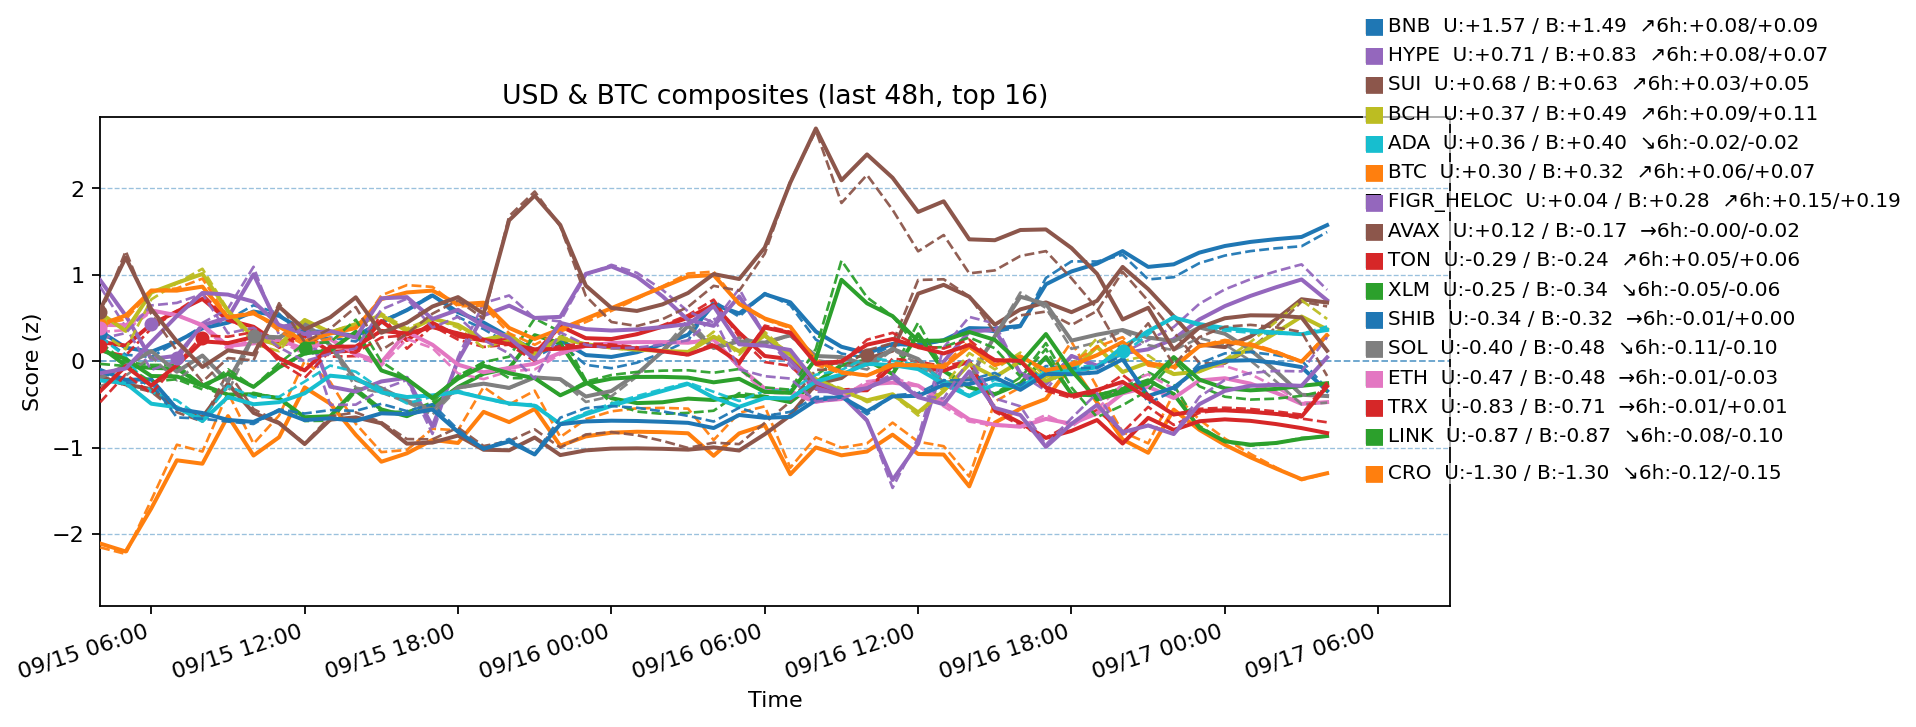 USD & BTC composites (last 48h, top 16)
BNB U:+1.57 / B:+1.49 ↗6h:+0.08/+0.09
HYPE U:+0.71 / B:+0.83 ↗6h:+0.08/+0.07
SUI U:+0.68 / B:+0.63 ↗6h:+0.03/+0.05
BCH U:+0.37 / B:+0.49 ↗6h:+0.09/+0.11
ADA U:+0.36 / B:+0.40 ↘6h:-0.02/-0.02
BTC U:+0.30 / B:+0.32 ↗6h:+0.06/+0.07
FIGR_HELOC U:+0.04 / B:+0.28 ↗6h:+0.15/+0.19
AVAX U:+0.12 / B:-0.17 →6h:-0.00/-0.02
TON U:-0.29 / B:-0.24 ↗6h:+0.05/+0.06
XLM U:-0.25 / B:-0.34 ↘6h:-0.05/-0.06
SHIB U:-0.34 / B:-0.32 →6h:-0.01/+0.00
SOL U:-0.40 / B:-0.48 ↘6h:-0.11/-0.10
ETH U:-0.47 / B:-0.48 →6h:-0.01/-0.03
TRX U:-0.83 / B:-0.71 →6h:-0.01/+0.01
LINK U:-0.87 / B:-0.87 ↘6h:-0.08/-0.10
CRO U:-1.30 / B:-1.30 ↘6h:-0.12/-0.15
Score (z)
2
1
0
−1
−2
09/15 06:00
09/15 12:00
09/15 18:00
09/16 00:00
09/16 06:00
09/16 12:00
09/16 18:00
09/17 00:00
09/17 06:00
Time